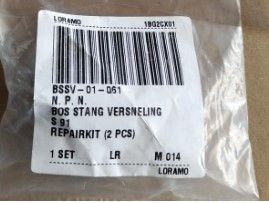 LORAMO 1BG2CX01
BSSV-01-061
N. P. N.
BOS STANG VERSNELING
S 91
REPAIRKIT (2 PCS)
1 SET LR M 014
LORAMO